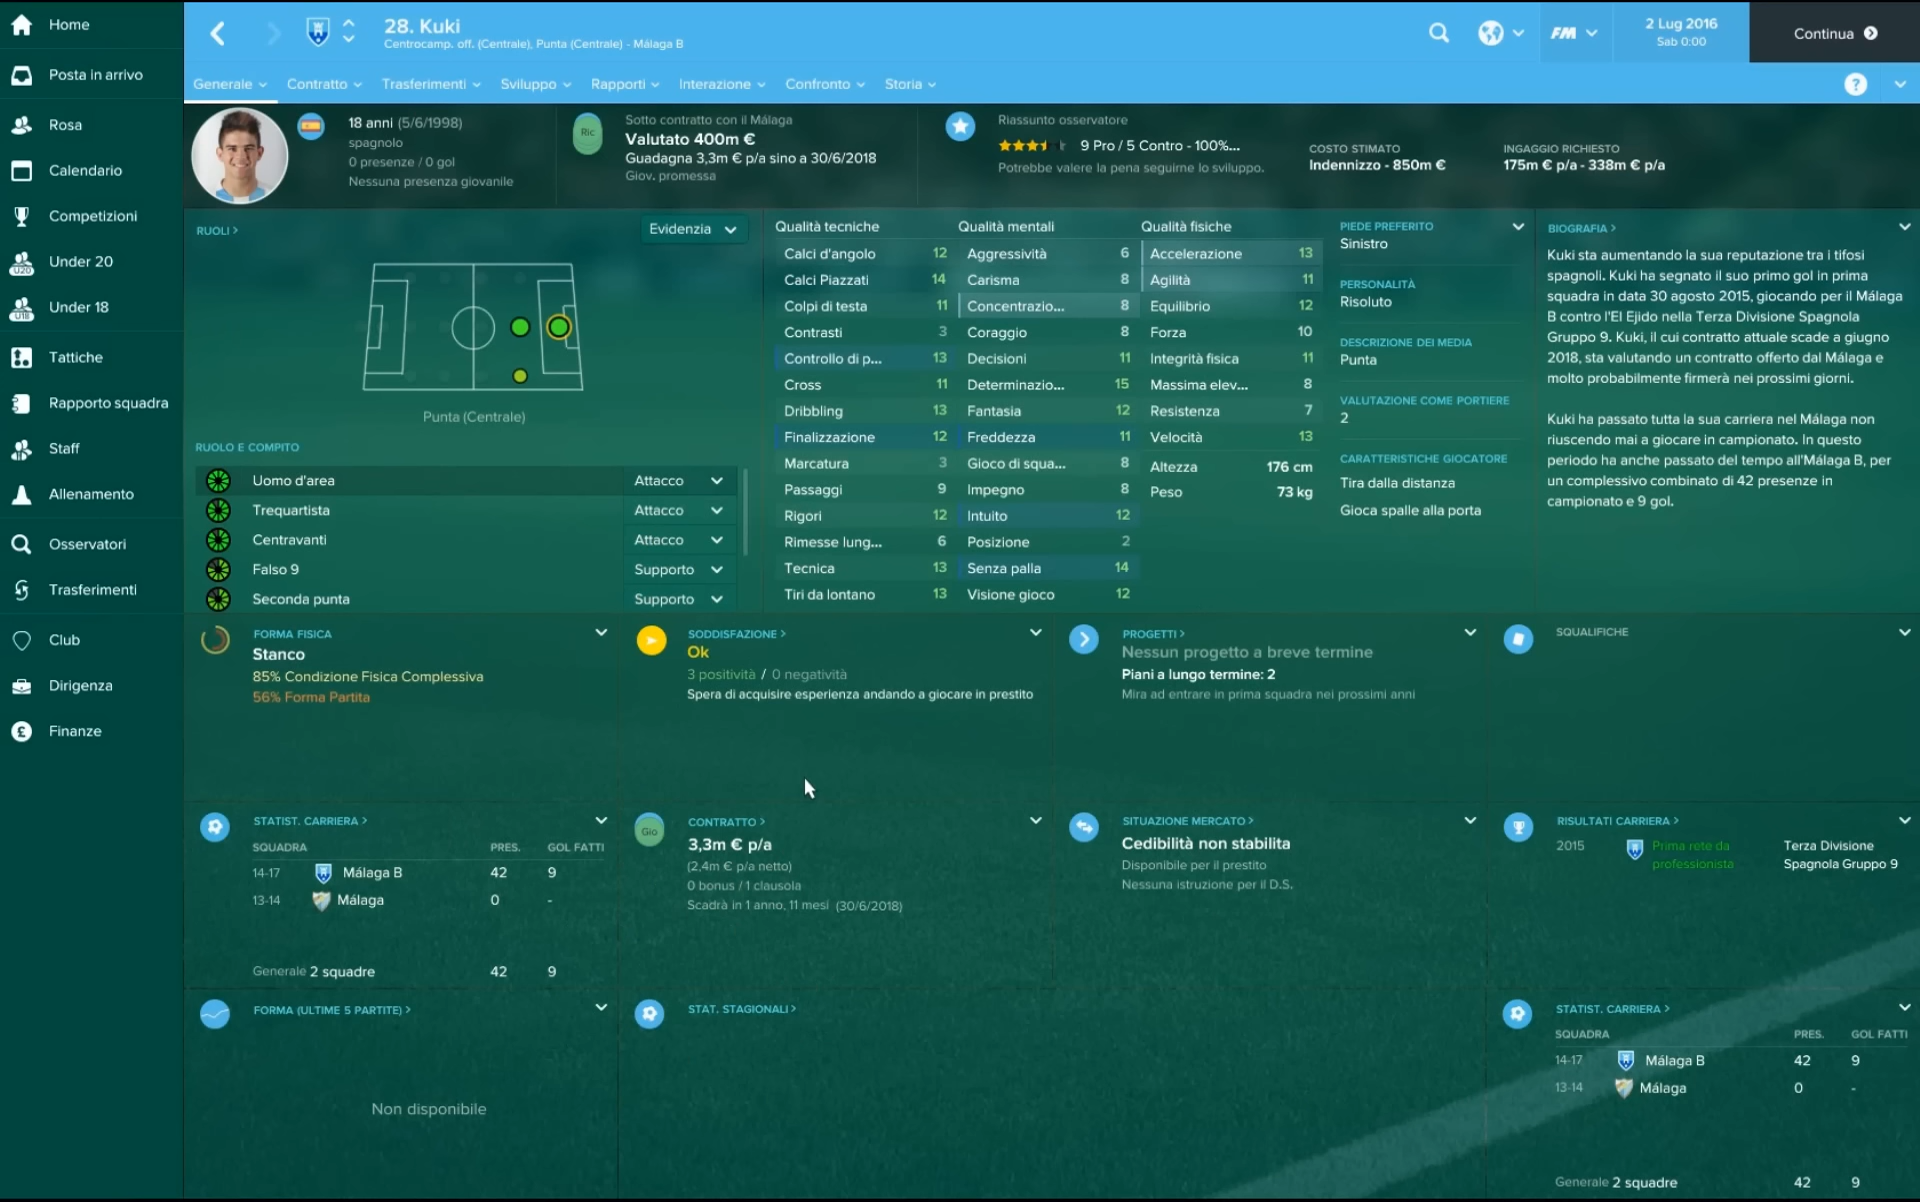 Home
Posta in arrivo
Rosa
Calendario
Competizioni
U20
Under 20
U18
Under 18
Tattiche
Rapporto squadra
Staff
Allenamento
Osservatori
Trasferimenti
Club
Dirigenza
£
Finanze
28. Kuki
Centrocamp. off. (Centrale), Punta (Centrale) - Málaga B
FM
2 Lug 2016
Sab 0:00
Continua
Generale
Contratto
Trasferimenti
Sviluppo
Rapporti
Interazione
Confronto
Storia
?
18 anni (5/6/1998)
spagnolo
0 presenze / 0 gol
Nessuna presenza giovanile
Ric
Sotto contratto con il Málaga
Valutato 400m €
Guadagna 3,3m € p/a sino a 30/6/2018
Giov. promessa
Riassunto osservatore
9 Pro / 5 Contro - 100%...
Potrebbe valere la pena seguirne lo sviluppo.
COSTO STIMATO
Indennizzo - 850m €
INGAGGIO RICHIESTO
175m € p/a - 338m € p/a
RUOLI >
Evidenzia
Punta (Centrale)
RUOLO E COMPITO
Uomo d'area Attacco
Trequartista Attacco
Centravanti Attacco
Falso 9 Supporto
Seconda punta Supporto
Qualità tecniche
Calci d'angolo 12
Calci Piazzati 14
Colpi di testa 11
Contrasti 3
Controllo di p... 13
Cross 11
Dribbling 13
Finalizzazione 12
Marcatura 3
Passaggi 9
Rigori 12
Rimesse lung... 6
Tecnica 13
Tiri da lontano 13
Qualità mentali
Aggressività 6
Carisma 8
Concentrazio... 8
Coraggio 8
Decisioni 11
Determinazio... 15
Fantasia 12
Freddezza 11
Gioco di squa... 8
Impegno 8
Intuito 12
Posizione 2
Senza palla 14
Visione gioco 12
Qualità fisiche
Accelerazione 13
Agilità 11
Equilibrio 12
Forza 10
Integrità fisica 11
Massima elev... 8
Resistenza 7
Velocità 13
Altezza 176 cm
Peso 73 kg
PIEDE PREFERITO
Sinistro
PERSONALITÀ
Risoluto
DESCRIZIONE DEI MEDIA
Punta
VALUTAZIONE COME PORTIERE
2
CARATTERISTICHE GIOCATORE
Tira dalla distanza
Gioca spalle alla porta
BIOGRAFIA >
Kuki sta aumentando la sua reputazione tra i tifosi
spagnoli. Kuki ha segnato il suo primo gol in prima
squadra in data 30 agosto 2015, giocando per il Málaga
B contro l'El Ejido nella Terza Divisione Spagnola
Gruppo 9. Kuki, il cui contratto attuale scade a giugno
2018, sta valutando un contratto offerto dal Málaga e
molto probabilmente firmerà nei prossimi giorni.
Kuki ha passato tutta la sua carriera nel Málaga non
riuscendo mai a giocare in campionato. In questo
periodo ha anche passato del tempo all'Málaga B, per
un complessivo combinato di 42 presenze in
campionato e 9 gol.
FORMA FISICA
Stanco
85% Condizione Fisica Complessiva
56% Forma Partita
SODDISFAZIONE >
Ok
3 positività / 0 negatività
Spera di acquisire esperienza andando a giocare in prestito
PROGETTI >
Nessun progetto a breve termine
Piani a lungo termine: 2
Mira ad entrare in prima squadra nei prossimi anni
SQUALIFICHE
STATIST. CARRIERA >
SQUADRA PRES. GOL FATTI
14-17 Málaga B 42 9
13-14 Málaga 0 -
Generale 2 squadre 42 9
Gio
CONTRATTO >
3,3m € p/a
(2,4m € p/a netto)
0 bonus / 1 clausola
Scadrà in 1 anno, 11 mesi (30/6/2018)
SITUAZIONE MERCATO >
Cedibilità non stabilita
Disponibile per il prestito
Nessuna istruzione per il D.S.
RISULTATI CARRIERA >
2015 Prima rete da professionista Terza Divisione Spagnola Gruppo 9
FORMA (ULTIME 5 PARTITE) >
Non disponibile
STAT. STAGIONALI >
STATIST. CARRIERA >
SQUADRA PRES. GOL FATTI
14-17 Málaga B 42 9
13-14 Málaga 0 -
Generale 2 squadre 42 9